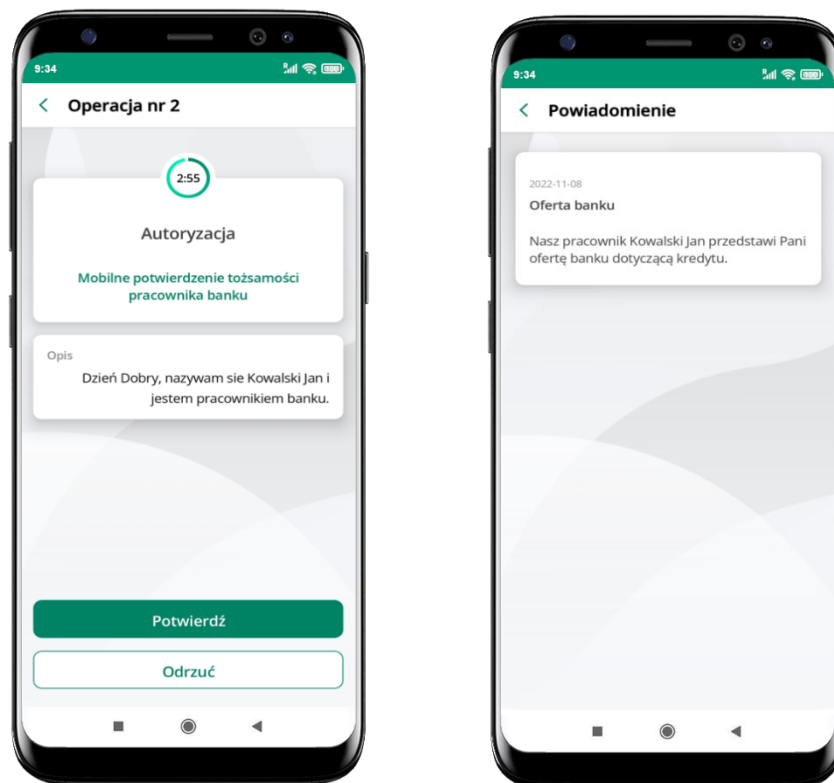 9:34
Operacja nr 2
2:55
Autoryzacja
Mobilne potwierdzenie tożsamości
pracownika banku
Opis
Dzień Dobry, nazywam sie Kowalski Jan i
jestem pracownikiem banku.
Potwierdź
Odrzuć
9:34
Powiadomienie
2022-11-08
Oferta banku
Nasz pracownik Kowalski Jan przedstawi Pani
ofertę banku dotyczącą kredytu.